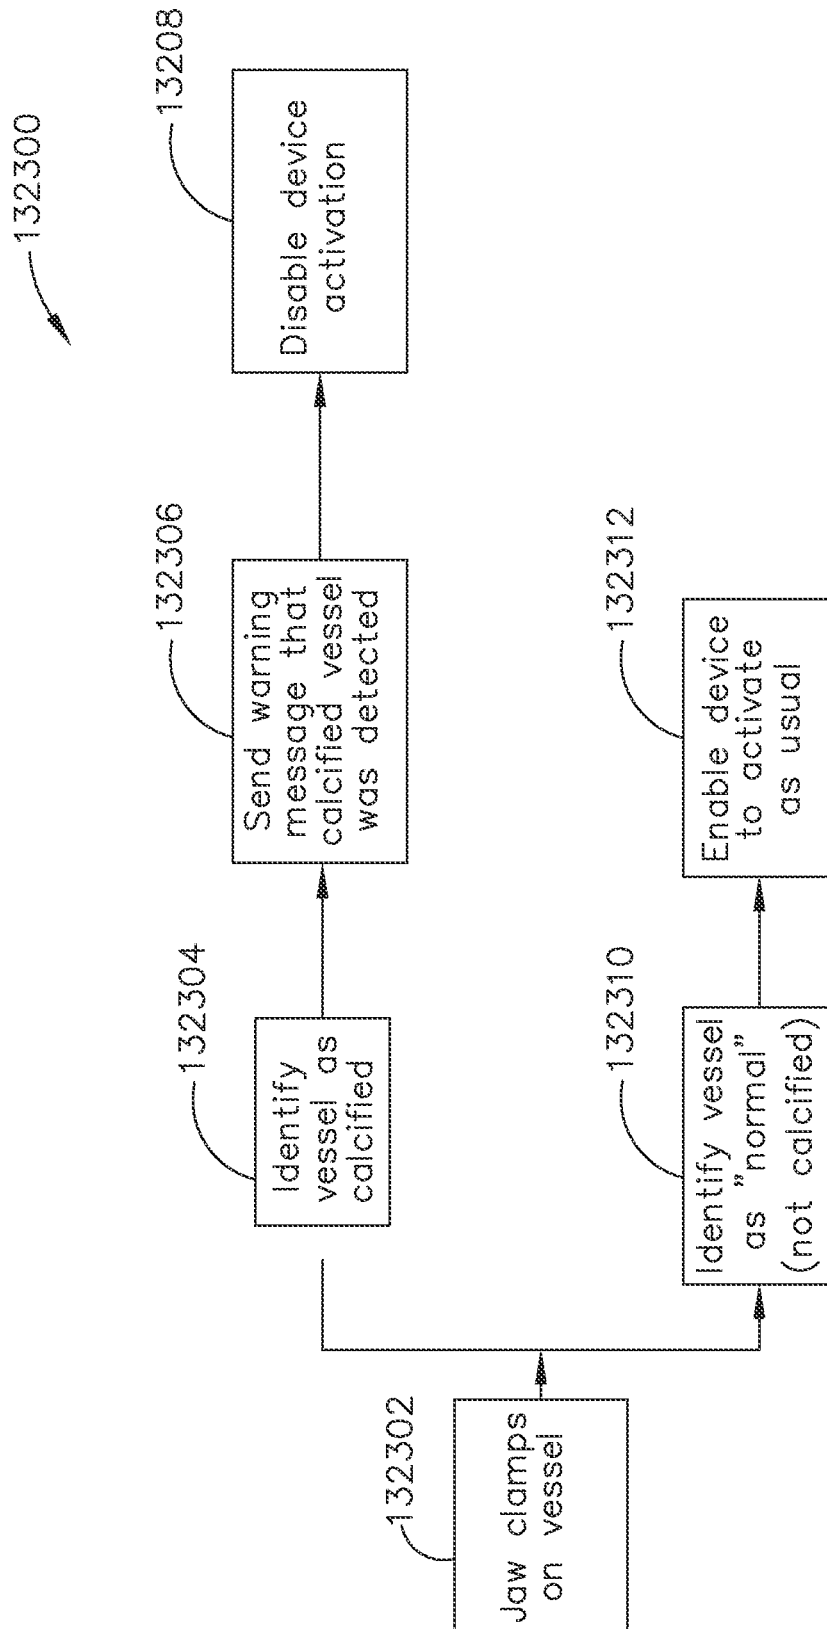 132300
132302
Jaw clamps
on vessel
132304
Identify
vessel as
calcified
132306
Send warning
message that
calcified vessel
was detected
13208
Disable device
activation
132310
Identify vessel
as "normal"
(not calcified)
132312
Enable device
to activate
as usual